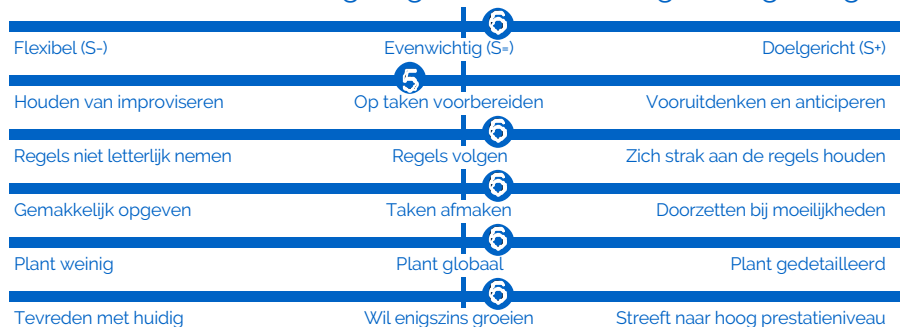 6
Flexibel (S-) Evenwichtig (S=) Doelgericht (S+)
5
Houden van improviseren Op taken voorbereiden Vooruitdenken en anticiperen
6
Regels niet letterlijk nemen Regels volgen Zich strak aan de regels houden
6
Gemakkelijk opgeven Taken afmaken Doorzetten bij moeilijkheden
6
Plant weinig Plant globaal Plant gedetailleerd
6
Tevreden met huidig Wil enigszins groeien Streeft naar hoog prestatieniveau